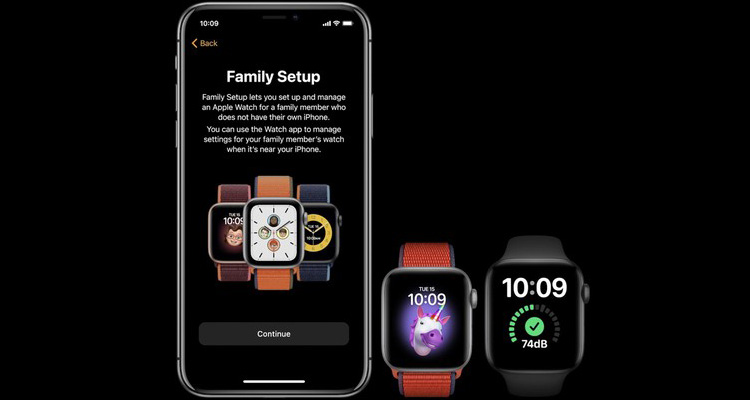 10:09
Back
Family Setup
Family Setup lets you set up and manage
an Apple Watch for a family member who
does not have their own iPhone.
You can use the Watch app to manage
settings for your family member's watch
when it's near your iPhone.
TUE 15
10:09
10:09
Continue
TUE 15
10:09
10:09
74dB